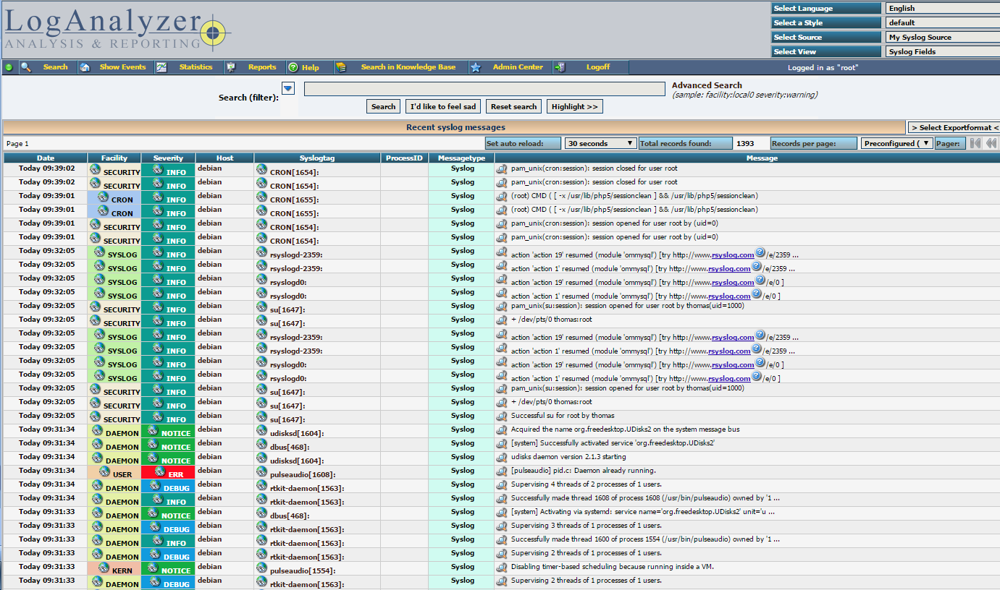 LogAnalyzer
ANALYSIS & REPORTING
Select Language English
Select a Style default
Select Source My Syslog Source
Select View Syslog Fields
Search Show Events Statistics Reports Help Search in Knowledge Base Admin Center Logoff Logged in as "root"
Search (filter): Advanced Search
(sample: facility:local0 severity:warning)
Search I'd like to feel sad Reset search Highlight >>
Recent syslog messages > Select Exportformat <
Page 1 Set auto reload: 30 seconds Total records found: 1393 Records per page: Preconfigured ( Pager:
Date Facility Severity Host Syslogtag ProcessID Messagetype Message
Today 09:39:02 SECURITY INFO debian CRON[1654]: Syslog pam_unix(cron:session): session closed for user root
Today 09:39:02 SECURITY INFO debian CRON[1654]: Syslog pam_unix(cron:session): session closed for user root
Today 09:39:01 CRON INFO debian CRON[1655]: Syslog (root) CMD ( [ -x /usr/lib/php5/sessionclean ] && /usr/lib/php5/sessionclean)
Today 09:39:01 CRON INFO debian CRON[1655]: Syslog (root) CMD ( [ -x /usr/lib/php5/sessionclean ] && /usr/lib/php5/sessionclean)
Today 09:39:01 SECURITY INFO debian CRON[1654]: Syslog pam_unix(cron:session): session opened for user root by (uid=0)
Today 09:39:01 SECURITY INFO debian CRON[1654]: Syslog pam_unix(cron:session): session opened for user root by (uid=0)
Today 09:32:05 SYSLOG INFO debian rsyslogd-2359: Syslog action 'action 19' resumed (module 'ommysql') [try http://www.rsyslog.com/e/2359 ...
Today 09:32:05 SYSLOG INFO debian rsyslogd-2359: Syslog action 'action 1' resumed (module 'ommysql') [try http://www.rsyslog.com/e/2359 ...
Today 09:32:05 SYSLOG INFO debian rsyslogd0: Syslog action 'action 19' resumed (module 'ommysql') [try http://www.rsyslog.com/e/0 ]
Today 09:32:05 SYSLOG INFO debian rsyslogd0: Syslog action 'action 1' resumed (module 'ommysql') [try http://www.rsyslog.com/e/0 ]
Today 09:32:05 SECURITY INFO debian su[1647]: Syslog pam_unix(su:session): session opened for user root by thomas(uid=1000)
Today 09:32:05 SECURITY INFO debian su[1647]: Syslog + /dev/pts/0 thomas:root
Today 09:32:05 SYSLOG INFO debian rsyslogd-2359: Syslog action 'action 19' resumed (module 'ommysql') [try http://www.rsyslog.com/e/2359 ...
Today 09:32:05 SYSLOG INFO debian rsyslogd-2359: Syslog action 'action 1' resumed (module 'ommysql') [try http://www.rsyslog.com/e/2359 ...
Today 09:32:05 SYSLOG INFO debian rsyslogd0: Syslog action 'action 19' resumed (module 'ommysql') [try http://www.rsyslog.com/e/0 ]
Today 09:32:05 SYSLOG INFO debian rsyslogd0: Syslog action 'action 1' resumed (module 'ommysql') [try http://www.rsyslog.com/e/0 ]
Today 09:32:05 SECURITY INFO debian su[1647]: Syslog pam_unix(su:session): session opened for user root by thomas(uid=1000)
Today 09:32:05 SECURITY INFO debian su[1647]: Syslog + /dev/pts/0 thomas:root
Today 09:32:05 SECURITY INFO debian su[1647]: Syslog Successful su for root by thomas
Today 09:31:34 DAEMON NOTICE debian udisksd[1604]: Syslog Acquired the name org.freedesktop.UDisks2 on the system message bus
Today 09:31:34 DAEMON NOTICE debian dbus[468]: Syslog [system] Successfully activated service 'org.freedesktop.UDisks2'
Today 09:31:34 DAEMON NOTICE debian udisksd[1604]: Syslog udisks daemon version 2.1.3 starting
Today 09:31:34 USER ERR debian pulseaudio[1608]: Syslog [pulseaudio] pid.c: Daemon already running.
Today 09:31:34 DAEMON DEBUG debian rtkit-daemon[1563]: Syslog Supervising 4 threads of 2 processes of 1 users.
Today 09:31:34 DAEMON INFO debian rtkit-daemon[1563]: Syslog Successfully made thread 1608 of process 1608 (/usr/bin/pulseaudio) owned by '1 ...
Today 09:31:33 DAEMON NOTICE debian dbus[468]: Syslog [system] Activating via systemd: service name='org.freedesktop.UDisks2' unit='u ...
Today 09:31:33 DAEMON DEBUG debian rtkit-daemon[1563]: Syslog Supervising 3 threads of 1 processes of 1 users.
Today 09:31:33 DAEMON INFO debian rtkit-daemon[1563]: Syslog Successfully made thread 1600 of process 1554 (/usr/bin/pulseaudio) owned by '1 ...
Today 09:31:33 DAEMON DEBUG debian rtkit-daemon[1563]: Syslog Supervising 2 threads of 1 processes of 1 users.
Today 09:31:33 KERN NOTICE debian pulseaudio[1554]: Syslog Disabling timer-based scheduling because running inside a VM.
Today 09:31:33 DAEMON DEBUG debian rtkit-daemon[1563]: Syslog Supervising 2 threads of 1 processes of 1 users.